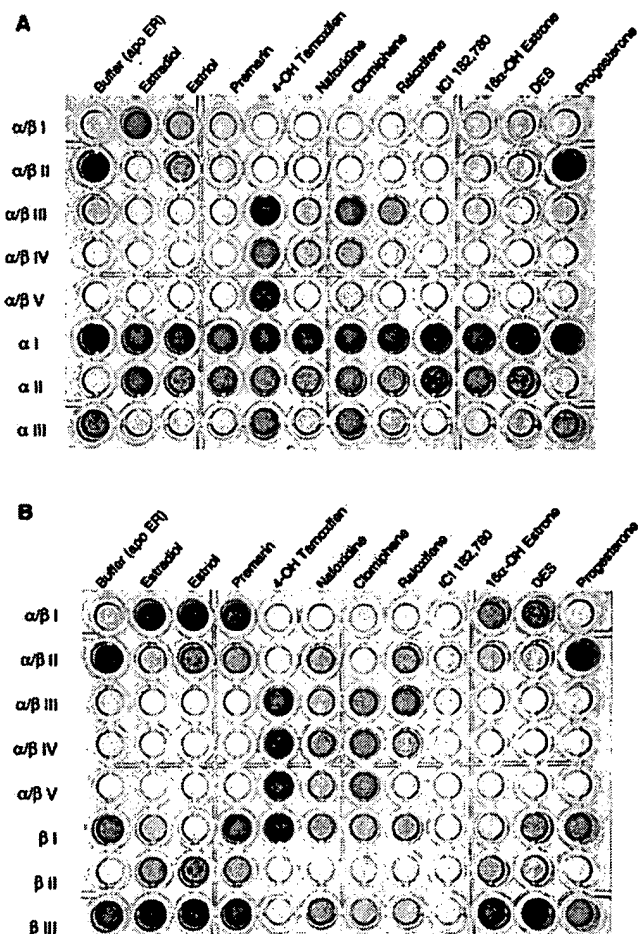 A
Buffer (apo ER) Estradiol Estriol Premarin 4-OH Tamoxifen Nafoxidine Clomiphene Raloxifene ICI 182,780 16α-OH Estrone DES Progesterone
α/β I
α/β II
α/β III
α/β IV
α/β V
α I
α II
α III
B
Buffer (apo ER) Estradiol Estriol Premarin 4-OH Tamoxifen Nafoxidine Clomiphene Raloxifene ICI 182,780 16α-OH Estrone DES Progesterone
α/β I
α/β II
α/β III
α/β IV
α/β V
β I
β II
β III